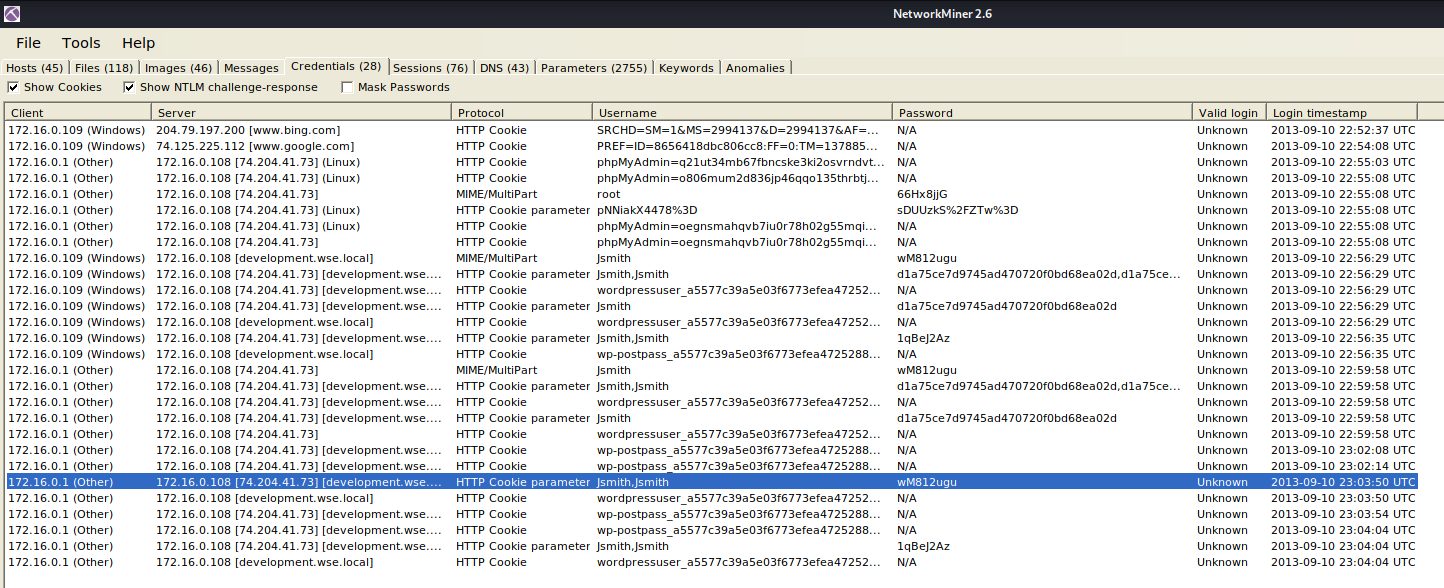 NetworkMiner 2.6
File Tools Help
Hosts (45) Files (118) Images (46) Messages Credentials (28) Sessions (76) DNS (43) Parameters (2755) Keywords Anomalies
Show Cookies Show NTLM challenge-response Mask Passwords
Client Server Protocol Username Password Valid login Login timestamp
172.16.0.109 (Windows) 204.79.197.200 [www.bing.com] HTTP Cookie SRCHD=SM=1&MS=2994137&D=2994137&AF=... N/A Unknown 2013-09-10 22:52:37 UTC
172.16.0.109 (Windows) 74.125.225.112 [www.google.com] HTTP Cookie PREF=ID=8656418dbc806cc8:FF=0:TM=137885... N/A Unknown 2013-09-10 22:54:08 UTC
172.16.0.1 (Other) 172.16.0.108 [74.204.41.73] (Linux) HTTP Cookie phpMyAdmin=q21ut34mb67fbncske3ki2osvrndvt... N/A Unknown 2013-09-10 22:55:03 UTC
172.16.0.1 (Other) 172.16.0.108 [74.204.41.73] (Linux) HTTP Cookie phpMyAdmin=o806mum2d836jp46qqo135thrbtj... N/A Unknown 2013-09-10 22:55:08 UTC
172.16.0.1 (Other) 172.16.0.108 [74.204.41.73] MIME/MultiPart root 66Hx8jjG Unknown 2013-09-10 22:55:08 UTC
172.16.0.1 (Other) 172.16.0.108 [74.204.41.73] (Linux) HTTP Cookie parameter pNNiakX4478%3D sDUUzkS%2FZTw%3D Unknown 2013-09-10 22:55:08 UTC
172.16.0.1 (Other) 172.16.0.108 [74.204.41.73] (Linux) HTTP Cookie phpMyAdmin=oegnsmahqvb7iu0r78h02g55mqi... N/A Unknown 2013-09-10 22:55:08 UTC
172.16.0.1 (Other) 172.16.0.108 [74.204.41.73] HTTP Cookie phpMyAdmin=oegnsmahqvb7iu0r78h02g55mqi... N/A Unknown 2013-09-10 22:55:08 UTC
172.16.0.109 (Windows) 172.16.0.108 [development.wse.local] MIME/MultiPart Jsmith wM812ugu Unknown 2013-09-10 22:56:29 UTC
172.16.0.109 (Windows) 172.16.0.108 [74.204.41.73] [development.wse.... HTTP Cookie parameter Jsmith,Jsmith d1a75ce7d9745ad470720f0bd68ea02d,d1a75ce... Unknown 2013-09-10 22:56:29 UTC
172.16.0.109 (Windows) 172.16.0.108 [74.204.41.73] [development.wse.... HTTP Cookie wordpressuser_a5577c39a5e03f6773efea47252... N/A Unknown 2013-09-10 22:56:29 UTC
172.16.0.109 (Windows) 172.16.0.108 [74.204.41.73] [development.wse.... HTTP Cookie parameter Jsmith d1a75ce7d9745ad470720f0bd68ea02d Unknown 2013-09-10 22:56:29 UTC
172.16.0.109 (Windows) 172.16.0.108 [development.wse.local] HTTP Cookie wordpressuser_a5577c39a5e03f6773efea47252... N/A Unknown 2013-09-10 22:56:29 UTC
172.16.0.109 (Windows) 172.16.0.108 [74.204.41.73] [development.wse.... HTTP Cookie parameter Jsmith,Jsmith 1qBeJ2Az Unknown 2013-09-10 22:56:35 UTC
172.16.0.109 (Windows) 172.16.0.108 [development.wse.local] HTTP Cookie wp-postpass_a5577c39a5e03f6773efea4725288... N/A Unknown 2013-09-10 22:56:35 UTC
172.16.0.1 (Other) 172.16.0.108 [74.204.41.73] MIME/MultiPart Jsmith wM812ugu Unknown 2013-09-10 22:59:58 UTC
172.16.0.1 (Other) 172.16.0.108 [74.204.41.73] [development.wse.... HTTP Cookie parameter Jsmith,Jsmith d1a75ce7d9745ad470720f0bd68ea02d,d1a75ce... Unknown 2013-09-10 22:59:58 UTC
172.16.0.1 (Other) 172.16.0.108 [74.204.41.73] [development.wse.... HTTP Cookie wordpressuser_a5577c39a5e03f6773efea47252... N/A Unknown 2013-09-10 22:59:58 UTC
172.16.0.1 (Other) 172.16.0.108 [74.204.41.73] [development.wse.... HTTP Cookie parameter Jsmith d1a75ce7d9745ad470720f0bd68ea02d Unknown 2013-09-10 22:59:58 UTC
172.16.0.1 (Other) 172.16.0.108 [74.204.41.73] HTTP Cookie wordpressuser_a5577c39a5e03f6773efea47252... N/A Unknown 2013-09-10 22:59:58 UTC
172.16.0.1 (Other) 172.16.0.108 [74.204.41.73] [development.wse.... HTTP Cookie wp-postpass_a5577c39a5e03f6773efea4725288... N/A Unknown 2013-09-10 23:02:08 UTC
172.16.0.1 (Other) 172.16.0.108 [74.204.41.73] [development.wse.... HTTP Cookie wp-postpass_a5577c39a5e03f6773efea4725288... N/A Unknown 2013-09-10 23:02:14 UTC
172.16.0.1 (Other) 172.16.0.108 [74.204.41.73] [development.wse.... HTTP Cookie parameter Jsmith,Jsmith wM812ugu Unknown 2013-09-10 23:03:50 UTC
172.16.0.1 (Other) 172.16.0.108 [development.wse.local] HTTP Cookie wordpressuser_a5577c39a5e03f6773efea47252... N/A Unknown 2013-09-10 23:03:50 UTC
172.16.0.1 (Other) 172.16.0.108 [74.204.41.73] [development.wse.... HTTP Cookie wp-postpass_a5577c39a5e03f6773efea4725288... N/A Unknown 2013-09-10 23:03:54 UTC
172.16.0.1 (Other) 172.16.0.108 [74.204.41.73] [development.wse.... HTTP Cookie wp-postpass_a5577c39a5e03f6773efea4725288... N/A Unknown 2013-09-10 23:04:04 UTC
172.16.0.1 (Other) 172.16.0.108 [74.204.41.73] [development.wse.... HTTP Cookie parameter Jsmith,Jsmith 1qBeJ2Az Unknown 2013-09-10 23:04:04 UTC
172.16.0.1 (Other) 172.16.0.108 [development.wse.local] HTTP Cookie wordpressuser_a5577c39a5e03f6773efea47252... N/A Unknown 2013-09-10 23:04:04 UTC